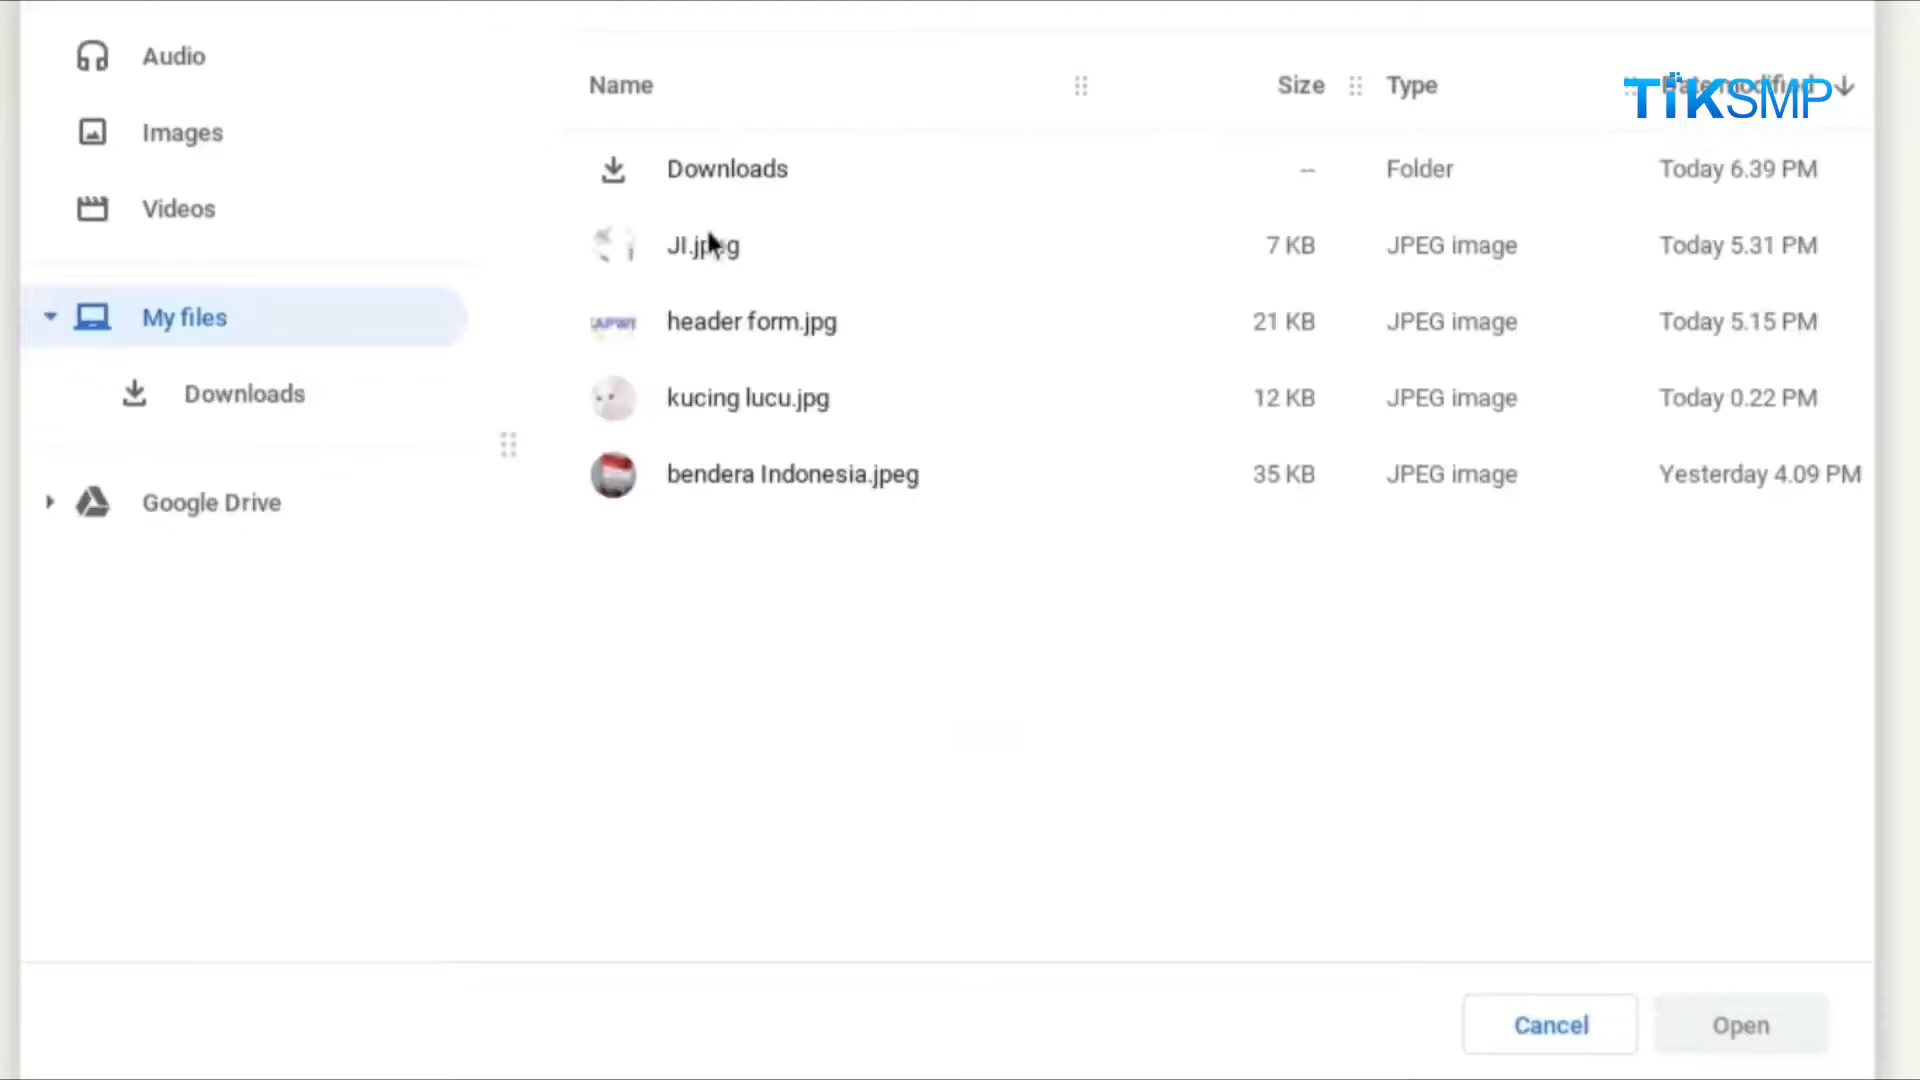 Audio
Images
Videos
My files
Downloads
Google Drive
TiKSMP
Name Size Type Date modified
Downloads -- Folder Today 6.39 PM
7 KB JPEG image Today 5.31 PM
header form.jpg 21 KB JPEG image Today 5.15 PM
kucing lucu.jpg 12 KB JPEG image Today 0.22 PM
bendera Indonesia.jpeg 35 KB JPEG image Yesterday 4.09 PM
Cancel Open